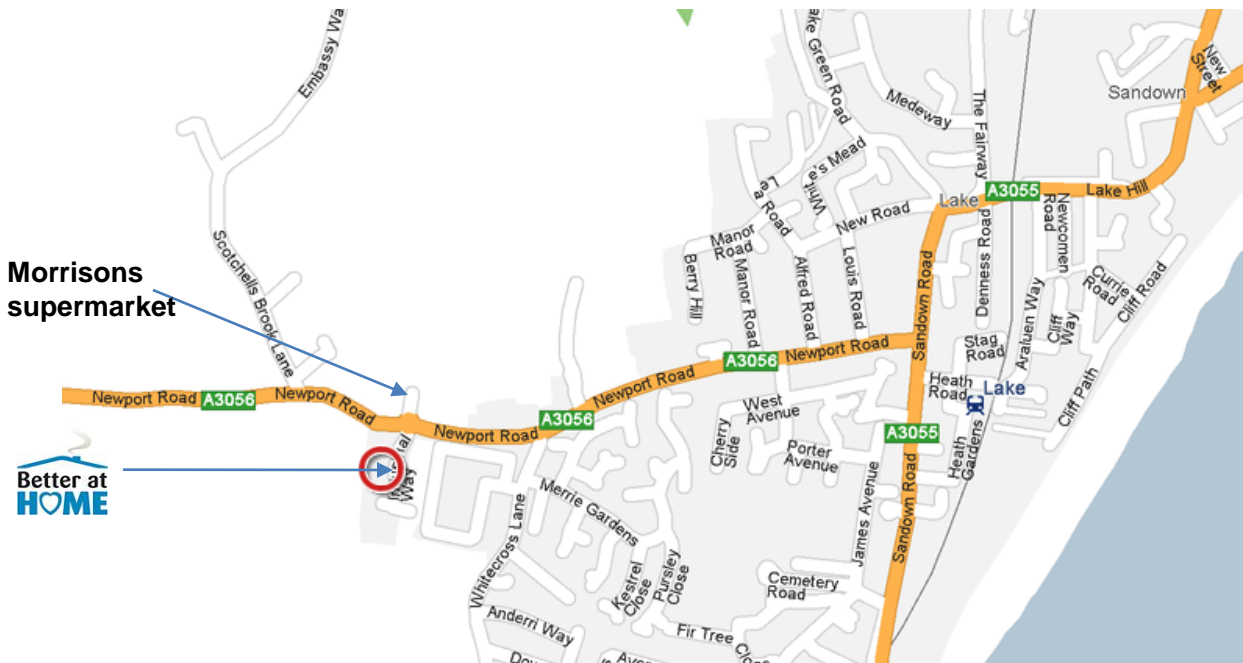 Embassy Wa
ake Green Road
Medeway
The Fairway
New
Street
Sandown
Lea Road
White's Mead
New Road
Lake
A3055
Lake Hill
Manor
Road
Berry Hill
Manor Road
Alfred Road
Louis Road
Sandown Road
Denness Road
Newcomen
Road
Currie
Road
Cliff Road
Araluen Way
Cliff
Way
Cliff Path
Stag
Road
Heath
Road
Lake
Heath
Gardens
Scotchells Brook Lane
Morrisons
supermarket
Newport Road
A3056
Newport Road
Newport Road
A3056
Newport Road
A3056
Newport Road
Better at
HOME
Way
West
Avenue
Cherry
Side
Porter
Avenue
A3055
James Avenue
Sandown Road
Merrie Gardens
Whitecross Lane
Kestrel
Close
Pursley
Close
Cemetery
Road
Anderri Way
Fir Tree Clos